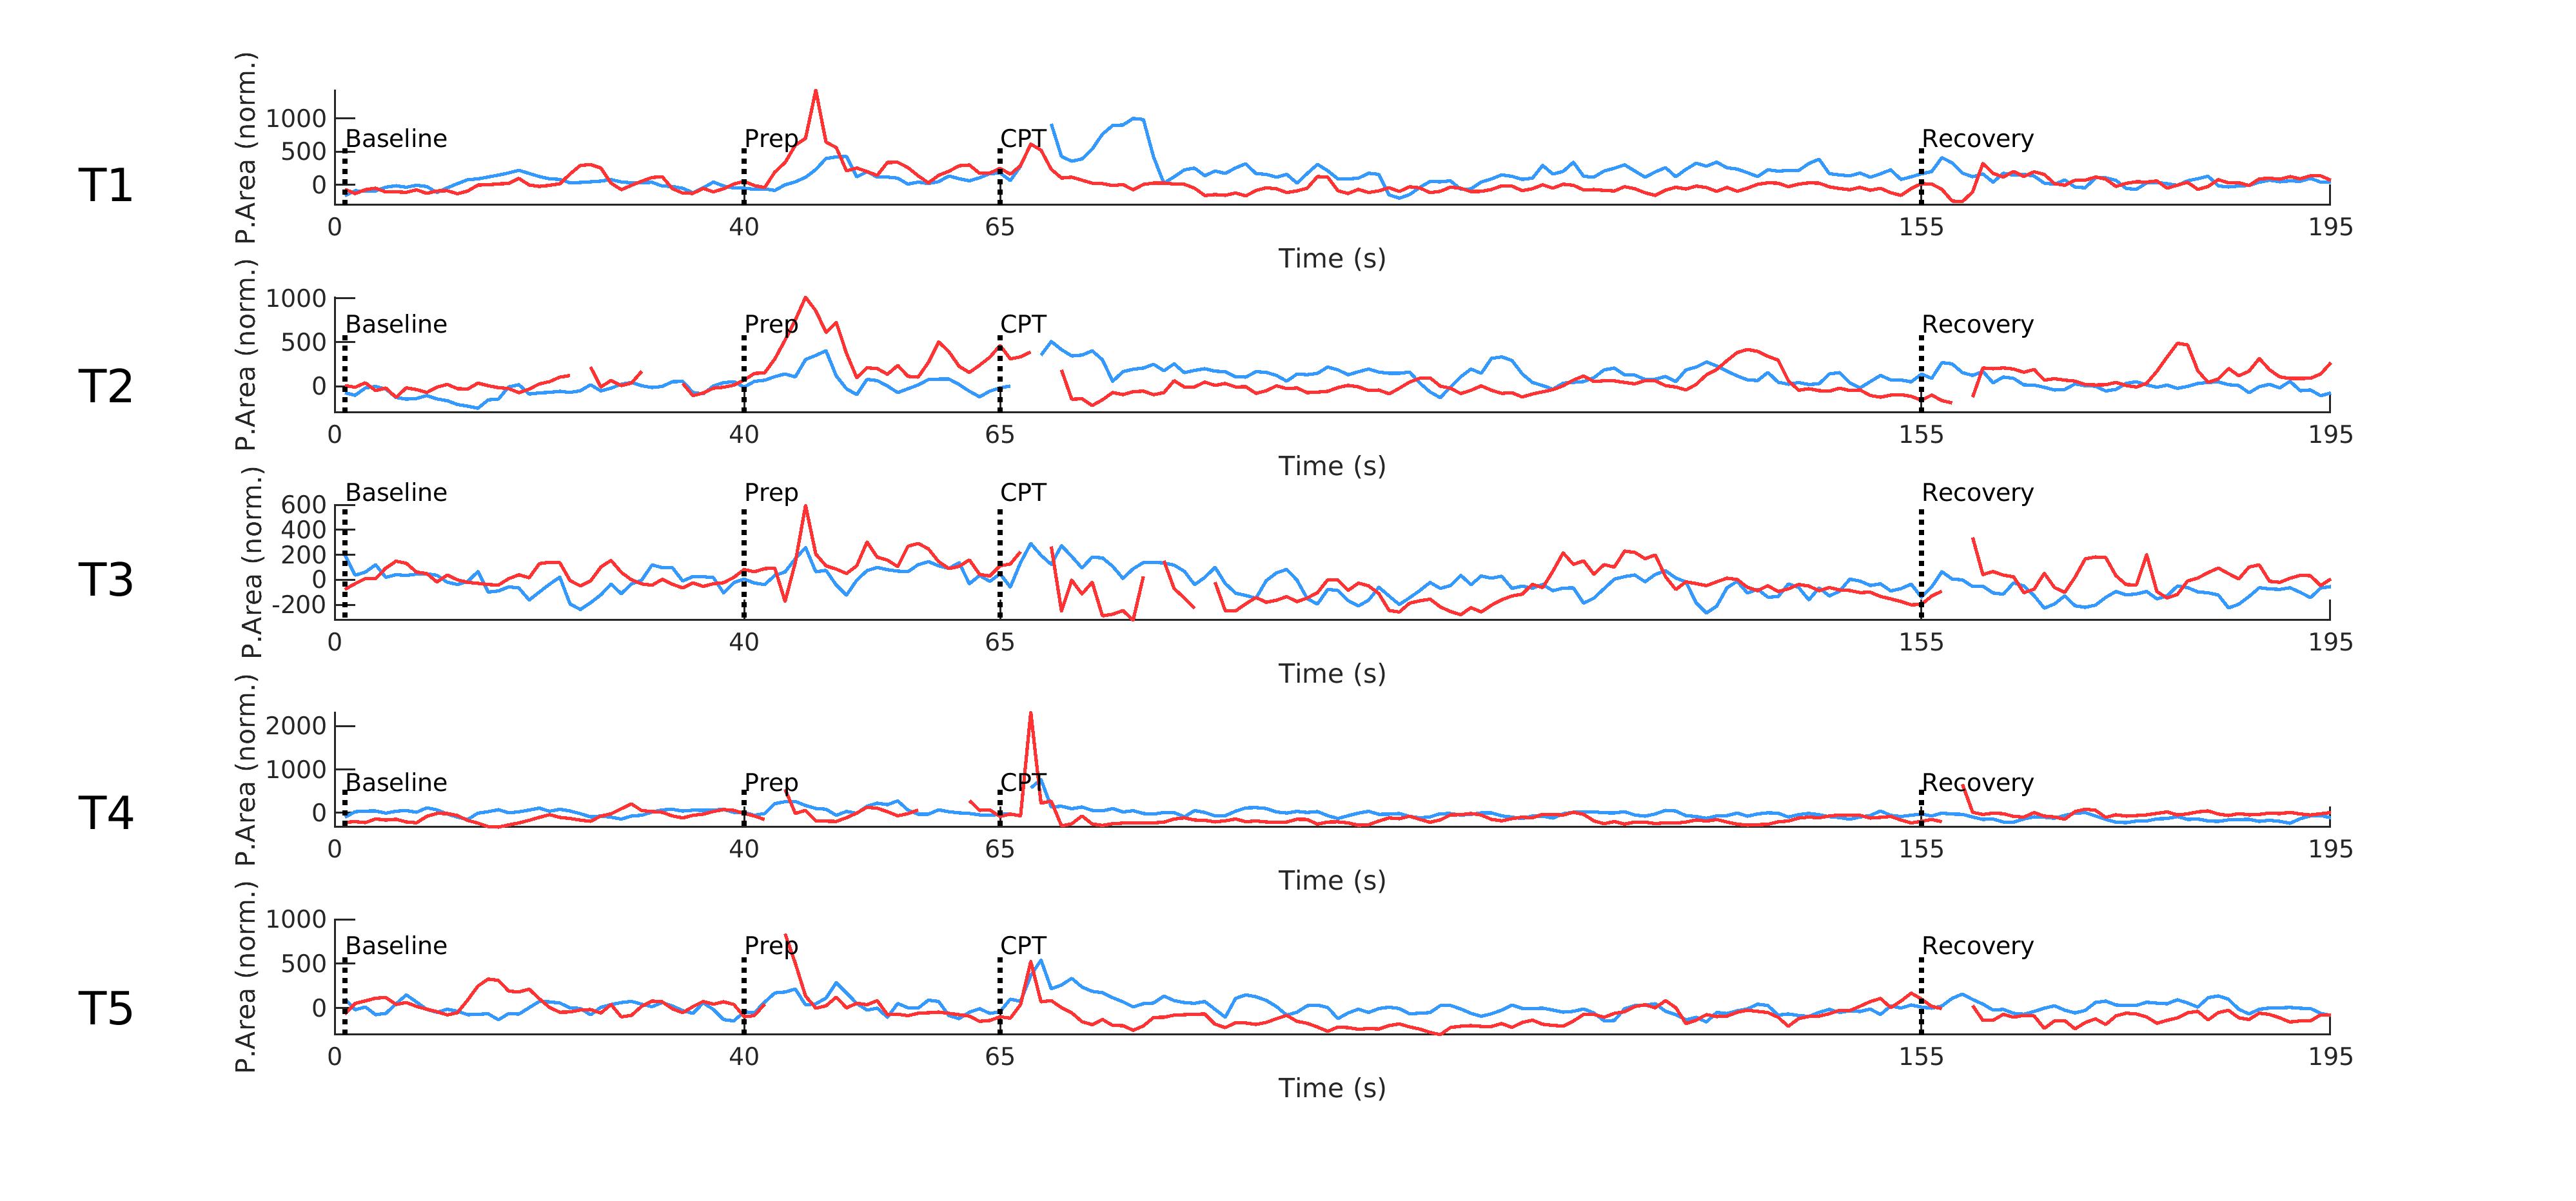 T1
P.Area (norm.)
1000
500
0
Baseline
Prep
CPT
Recovery
0 40 65 155 195
Time (s)
T2
P.Area (norm.)
1000
500
0
Baseline
Prep
CPT
Recovery
0 40 65 155 195
Time (s)
T3
P.Area (norm.)
600
400
200
0
-200
Baseline
Prep
CPT
Recovery
0 40 65 155 195
Time (s)
T4
P.Area (norm.)
2000
1000
0
Baseline
Prep
CPT
Recovery
0 40 65 155 195
Time (s)
T5
P.Area (norm.)
1000
500
0
Baseline
Prep
CPT
Recovery
0 40 65 155 195
Time (s)